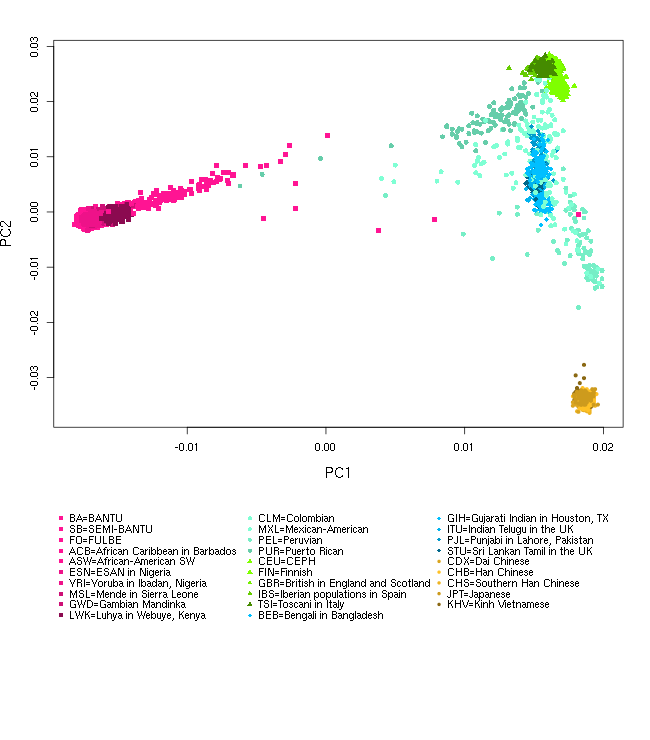 0.03
0.02
0.01
0.00
-0.01
-0.02
-0.03
PC2
-0.01
0.00
0.01
0.02
PC1
BA=BANTU
SB=SEMI-BANTU
FO=FULBE
ACB=African Caribbean in Barbados
ASW=African-American SW
ESN=ESAN in Nigeria
YRI=Yoruba in Ibadan, Nigeria
MSL=Mende in Sierra Leone
GWD=Gambian Mandinka
LWK=Luhya in Webuye, Kenya
CLM=Colombian
MXL=Mexican-American
PEL=Peruvian
PUR=Puerto Rican
CEU=CEPH
FIN=Finnish
GBR=British in England and Scotland
IBS=Iberian populations in Spain
TSI=Toscani in Italy
BEB=Bengali in Bangladesh
GIH=Gujarati Indian in Houston, TX
ITU=Indian Telugu in the UK
PJL=Punjabi in Lahore, Pakistan
STU=Sri Lankan Tamil in the UK
CDX=Dai Chinese
CHB=Han Chinese
CHS=Southern Han Chinese
JPT=Japanese
KHV=Kinh Vietnamese